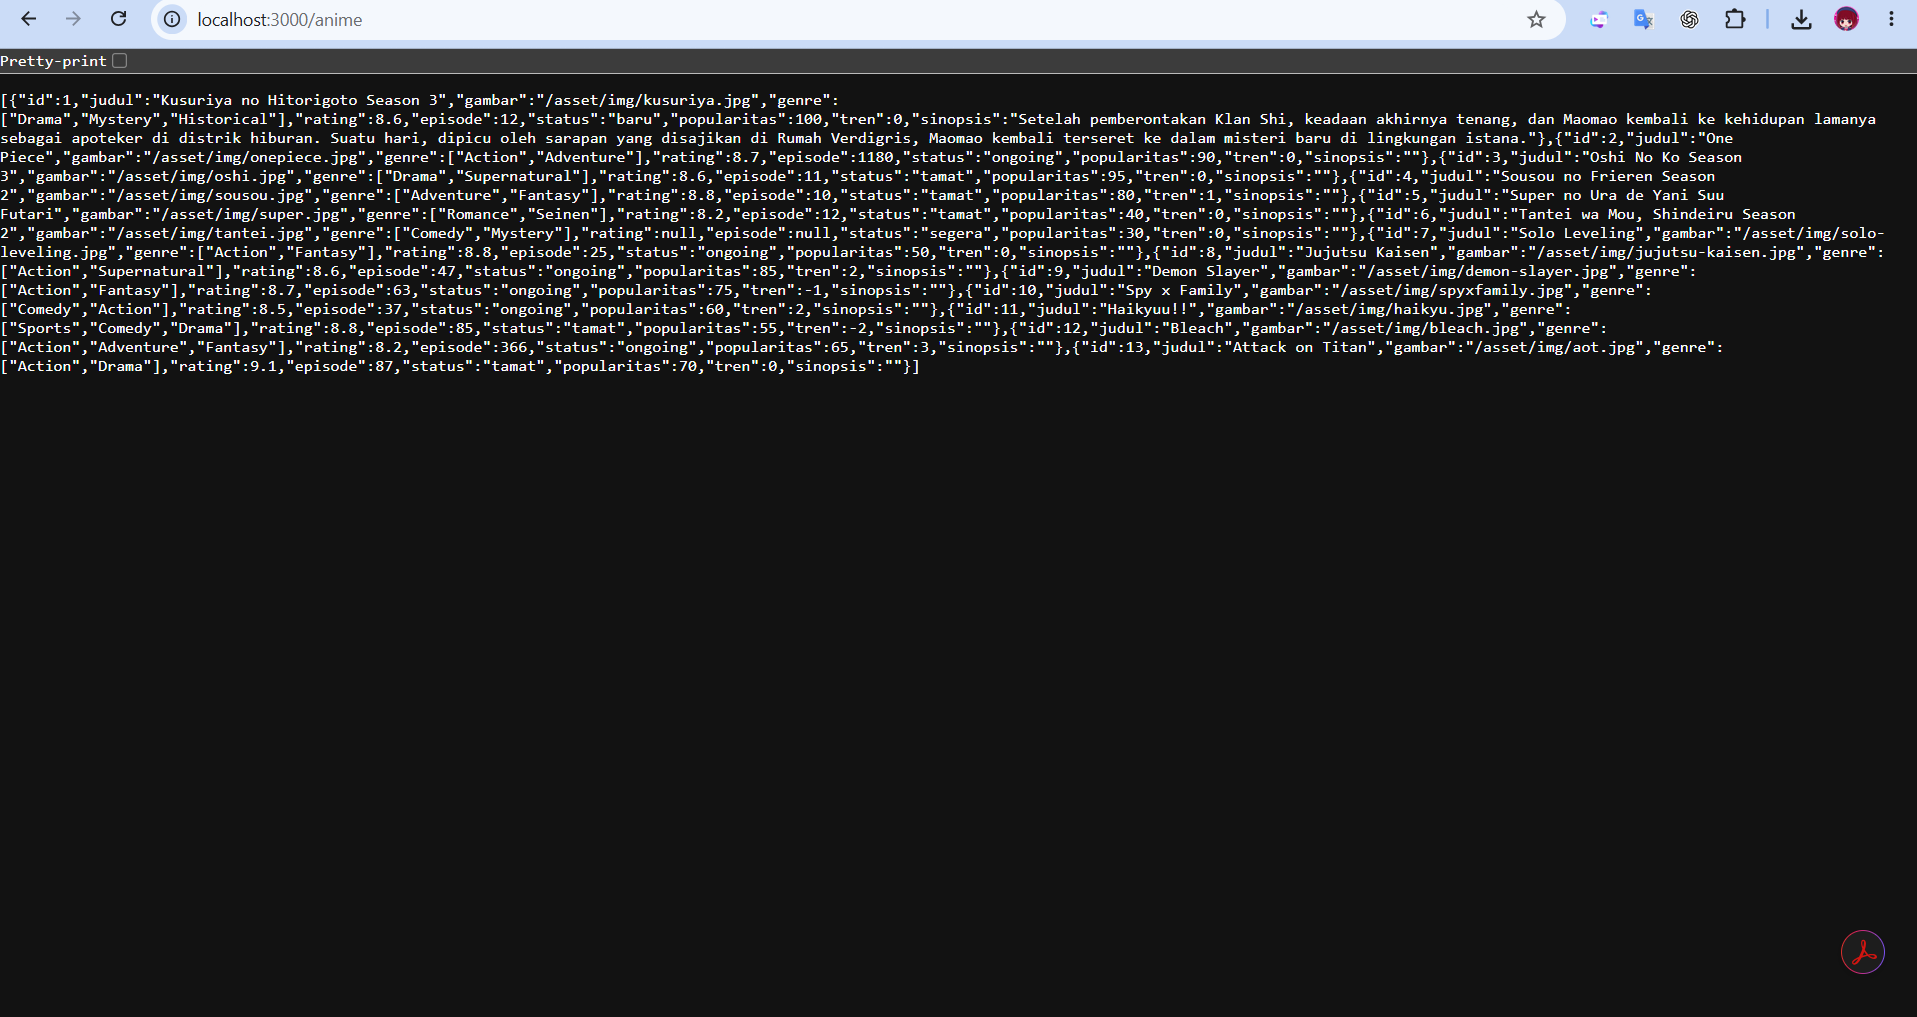 localhost:3000/anime
Pretty-print
[{"id":1,"judul":"Kusuriya no Hitorigoto Season 3","gambar":"/asset/img/kusuriya.jpg","genre":
["Drama","Mystery","Historical"],"rating":8.6,"episode":12,"status":"baru","popularitas":100,"tren":0,"sinopsis":"Setelah pemberontakan Klan Shi, keadaan akhirnya tenang, dan Maomao kembali ke kehidupan lamanya
sebagai apoteker di distrik hiburan. Suatu hari, dipicu oleh sarapan yang disajikan di Rumah Verdigris, Maomao kembali terseret ke dalam misteri baru di lingkungan istana."},{"id":2,"judul":"One
Piece","gambar":"/asset/img/onepiece.jpg","genre":["Action","Adventure"],"rating":8.7,"episode":1180,"status":"ongoing","popularitas":90,"tren":0,"sinopsis":""},{"id":3,"judul":"Oshi No Ko Season
3","gambar":"/asset/img/oshi.jpg","genre":["Drama","Supernatural"],"rating":8.6,"episode":11,"status":"tamat","popularitas":95,"tren":0,"sinopsis":""},{"id":4,"judul":"Sousou no Frieren Season
2","gambar":"/asset/img/sousou.jpg","genre":["Adventure","Fantasy"],"rating":8.8,"episode":10,"status":"tamat","popularitas":80,"tren":1,"sinopsis":""},{"id":5,"judul":"Super no Ura de Yani Suu
Futari","gambar":"/asset/img/super.jpg","genre":["Romance","Seinen"],"rating":8.2,"episode":12,"status":"tamat","popularitas":40,"tren":0,"sinopsis":""},{"id":6,"judul":"Tantei wa Mou, Shindeiru Season
2","gambar":"/asset/img/tantei.jpg","genre":["Comedy","Mystery"],"rating":null,"episode":null,"status":"segera","popularitas":30,"tren":0,"sinopsis":""},{"id":7,"judul":"Solo Leveling","gambar":"/asset/img/solo-
leveling.jpg","genre":["Action","Fantasy"],"rating":8.8,"episode":25,"status":"ongoing","popularitas":50,"tren":0,"sinopsis":""},{"id":8,"judul":"Jujutsu Kaisen","gambar":"/asset/img/jujutsu-kaisen.jpg","genre":
["Action","Supernatural"],"rating":8.6,"episode":47,"status":"ongoing","popularitas":85,"tren":2,"sinopsis":""},{"id":9,"judul":"Demon Slayer","gambar":"/asset/img/demon-slayer.jpg","genre":
["Action","Fantasy"],"rating":8.7,"episode":63,"status":"ongoing","popularitas":75,"tren":-1,"sinopsis":""},{"id":10,"judul":"Spy x Family","gambar":"/asset/img/spyxfamily.jpg","genre":
["Comedy","Action"],"rating":8.5,"episode":37,"status":"ongoing","popularitas":60,"tren":2,"sinopsis":""},{"id":11,"judul":"Haikyuu!!","gambar":"/asset/img/haikyu.jpg","genre":
["Sports","Comedy","Drama"],"rating":8.8,"episode":85,"status":"tamat","popularitas":55,"tren":-2,"sinopsis":""},{"id":12,"judul":"Bleach","gambar":"/asset/img/bleach.jpg","genre":
["Action","Adventure","Fantasy"],"rating":8.2,"episode":366,"status":"ongoing","popularitas":65,"tren":3,"sinopsis":""},{"id":13,"judul":"Attack on Titan","gambar":"/asset/img/aot.jpg","genre":
["Action","Drama"],"rating":9.1,"episode":87,"status":"tamat","popularitas":70,"tren":0,"sinopsis":""}]